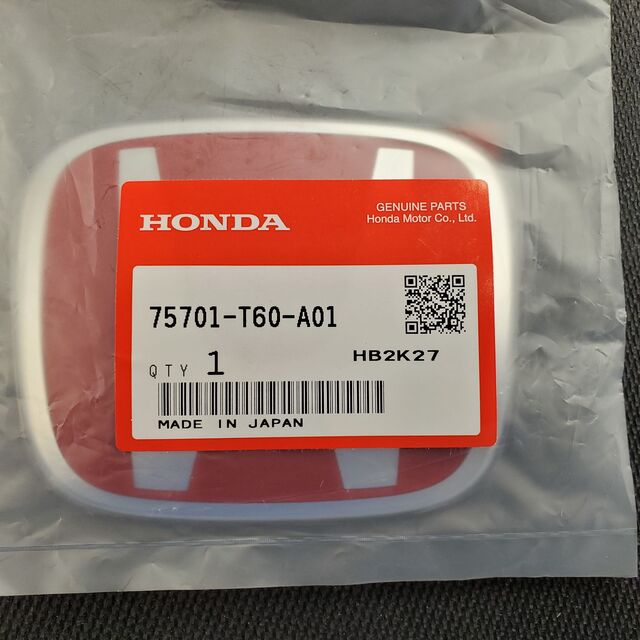 HONDA
GENUINE PARTS
Honda Motor Co., Ltd.
75701-T60-A01
QTY 1
HB2K27
MADE IN JAPAN